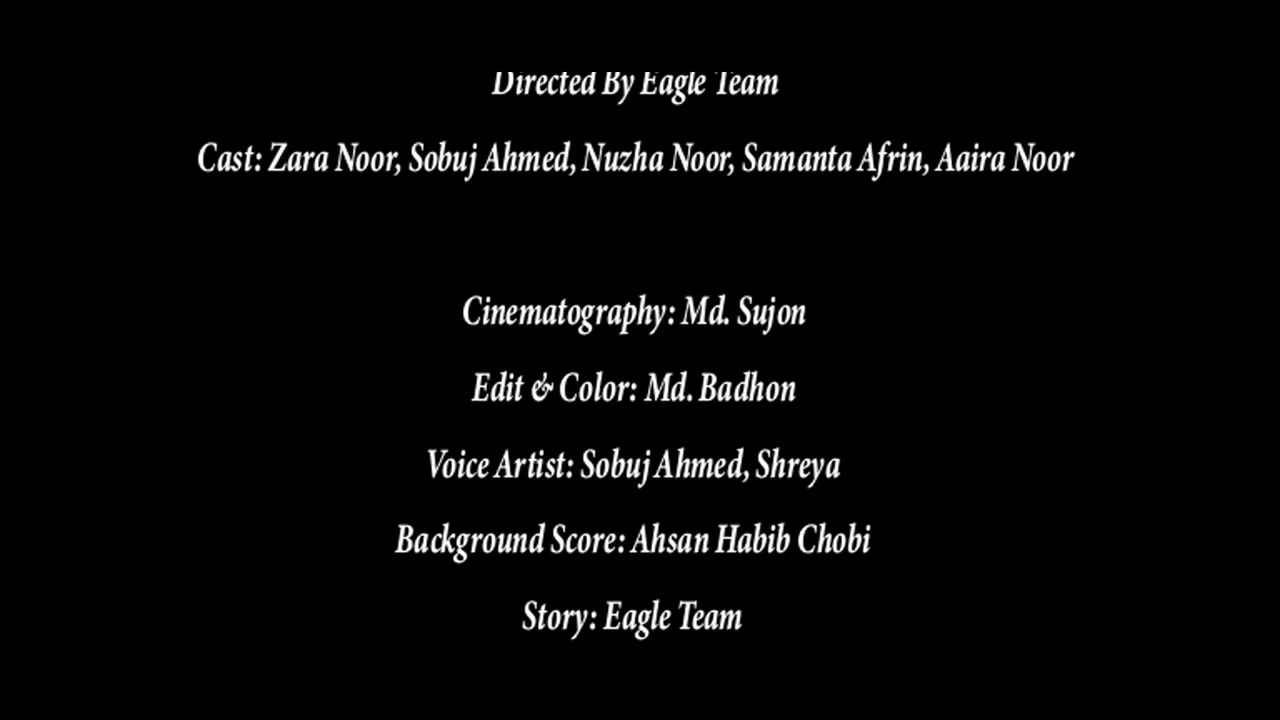 Directed By Eagle Team
Cast: Zara Noor, Sobuj Ahmed, Nuzha Noor, Samanta Afrin, Aaira Noor
Cinematography: Md. Sujon
Edit & Color: Md. Badhon
Voice Artist: Sobuj Ahmed, Shreya
Background Score: Ahsan Habib Chobi
Story: Eagle Team